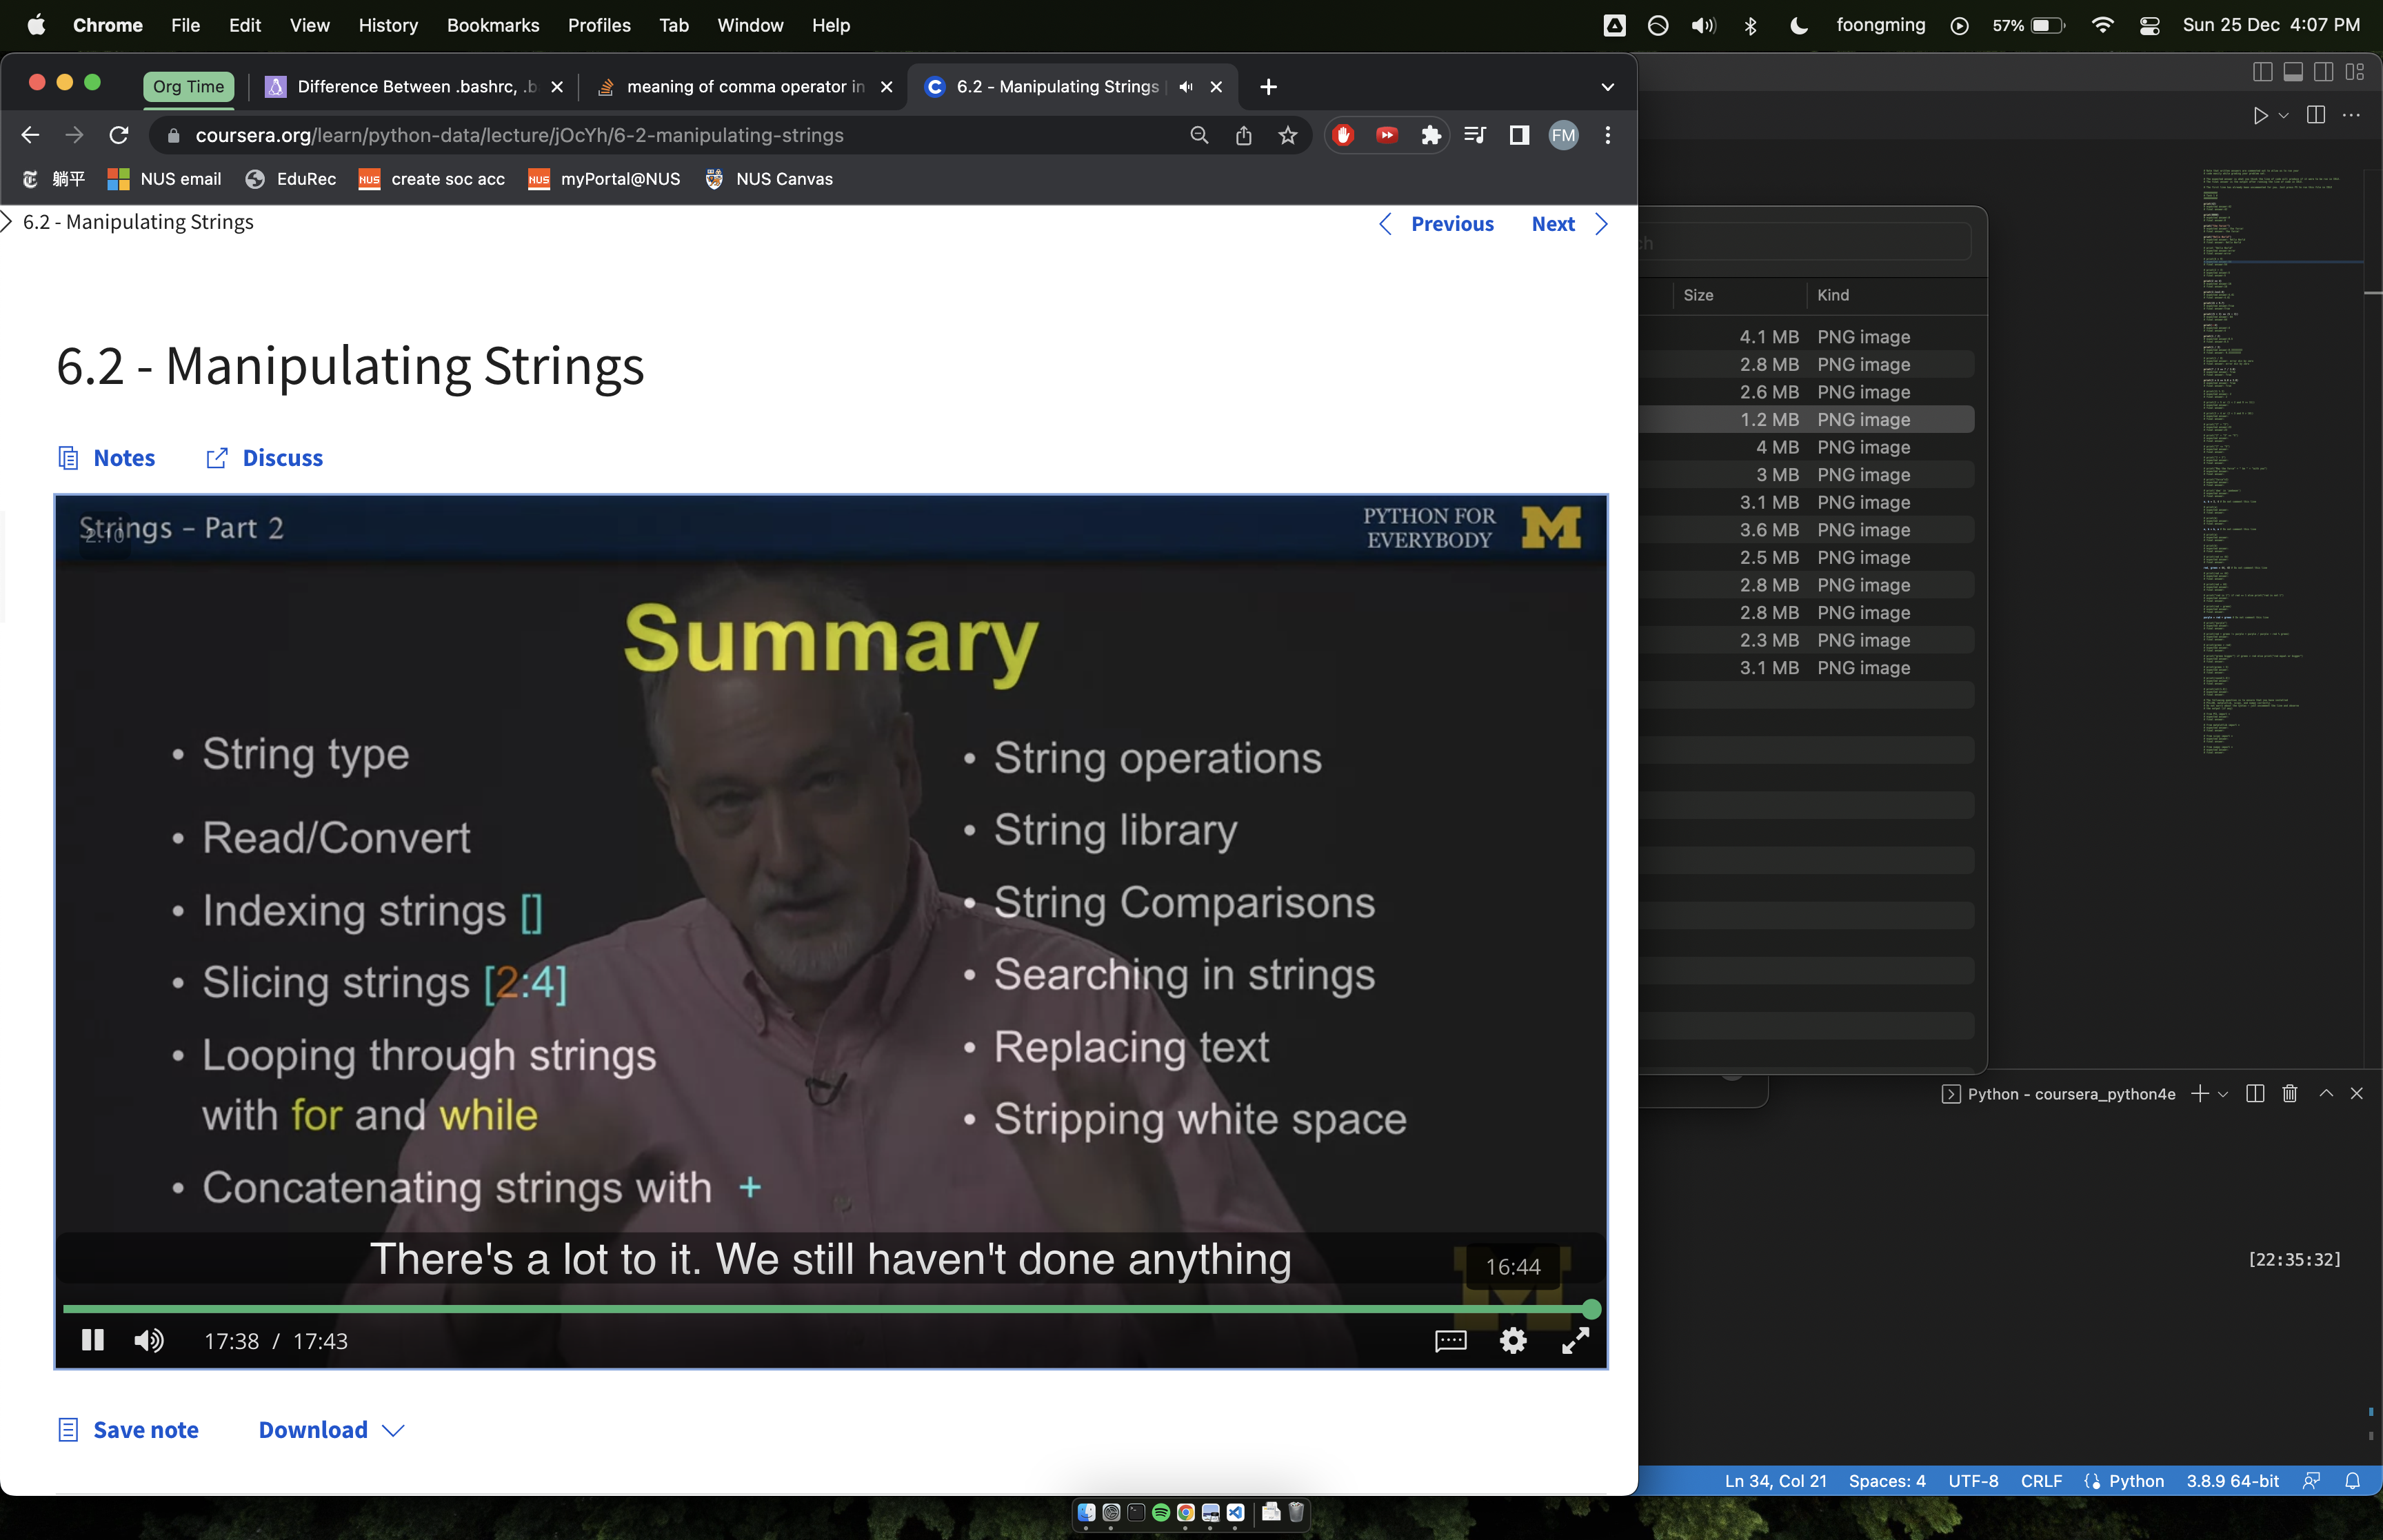 Chrome File Edit View History Bookmarks Profiles Tab Window Help
foongming 57% Sun 25 Dec 4:07 PM
Org Time Difference Between .bashrc, .b meaning of comma operator in 6.2 - Manipulating Strings
coursera.org/learn/python-data/lecture/jOcYh/6-2-manipulating-strings FM
躺平 NUS email EduRec NUS create soc acc NUS myPortal@NUS NUS Canvas
6.2 - Manipulating Strings
Previous Next
6.2 - Manipulating Strings
Notes Discuss
Strings – Part 2
2:10
PYTHON FOR
EVERYBODY
M
Summary
• String type
• Read/Convert
• Indexing strings []
• Slicing strings [2:4]
• Looping through strings
with for and while
• Concatenating strings with +
• String operations
• String library
• String Comparisons
• Searching in strings
• Replacing text
• Stripping white space
There's a lot to it. We still haven't done anything
16:44
17:38 / 17:43
Save note Download
Size Kind
4.1 MB PNG image
2.8 MB PNG image
2.6 MB PNG image
1.2 MB PNG image
4 MB PNG image
3 MB PNG image
3.1 MB PNG image
3.6 MB PNG image
2.5 MB PNG image
2.8 MB PNG image
2.8 MB PNG image
2.3 MB PNG image
3.1 MB PNG image
Python - coursera_python4e
[22:35:32]
Ln 34, Col 21 Spaces: 4 UTF-8 CRLF Python 3.8.9 64-bit